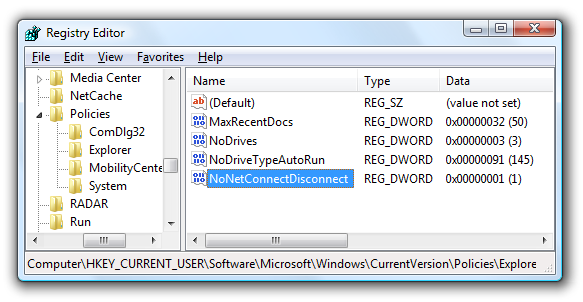 Registry Editor
File Edit View Favorites Help
Media Center
NetCache
Policies
ComDlg32
Explorer
MobilityCente
System
RADAR
Run
Name Type Data
(Default) REG_SZ (value not set)
MaxRecentDocs REG_DWORD 0x00000032 (50)
NoDrives REG_DWORD 0x00000003 (3)
NoDriveTypeAutoRun REG_DWORD 0x00000091 (145)
NoNetConnectDisconnect REG_DWORD 0x00000001 (1)
Computer\HKEY_CURRENT_USER\Software\Microsoft\Windows\CurrentVersion\Policies\Explore